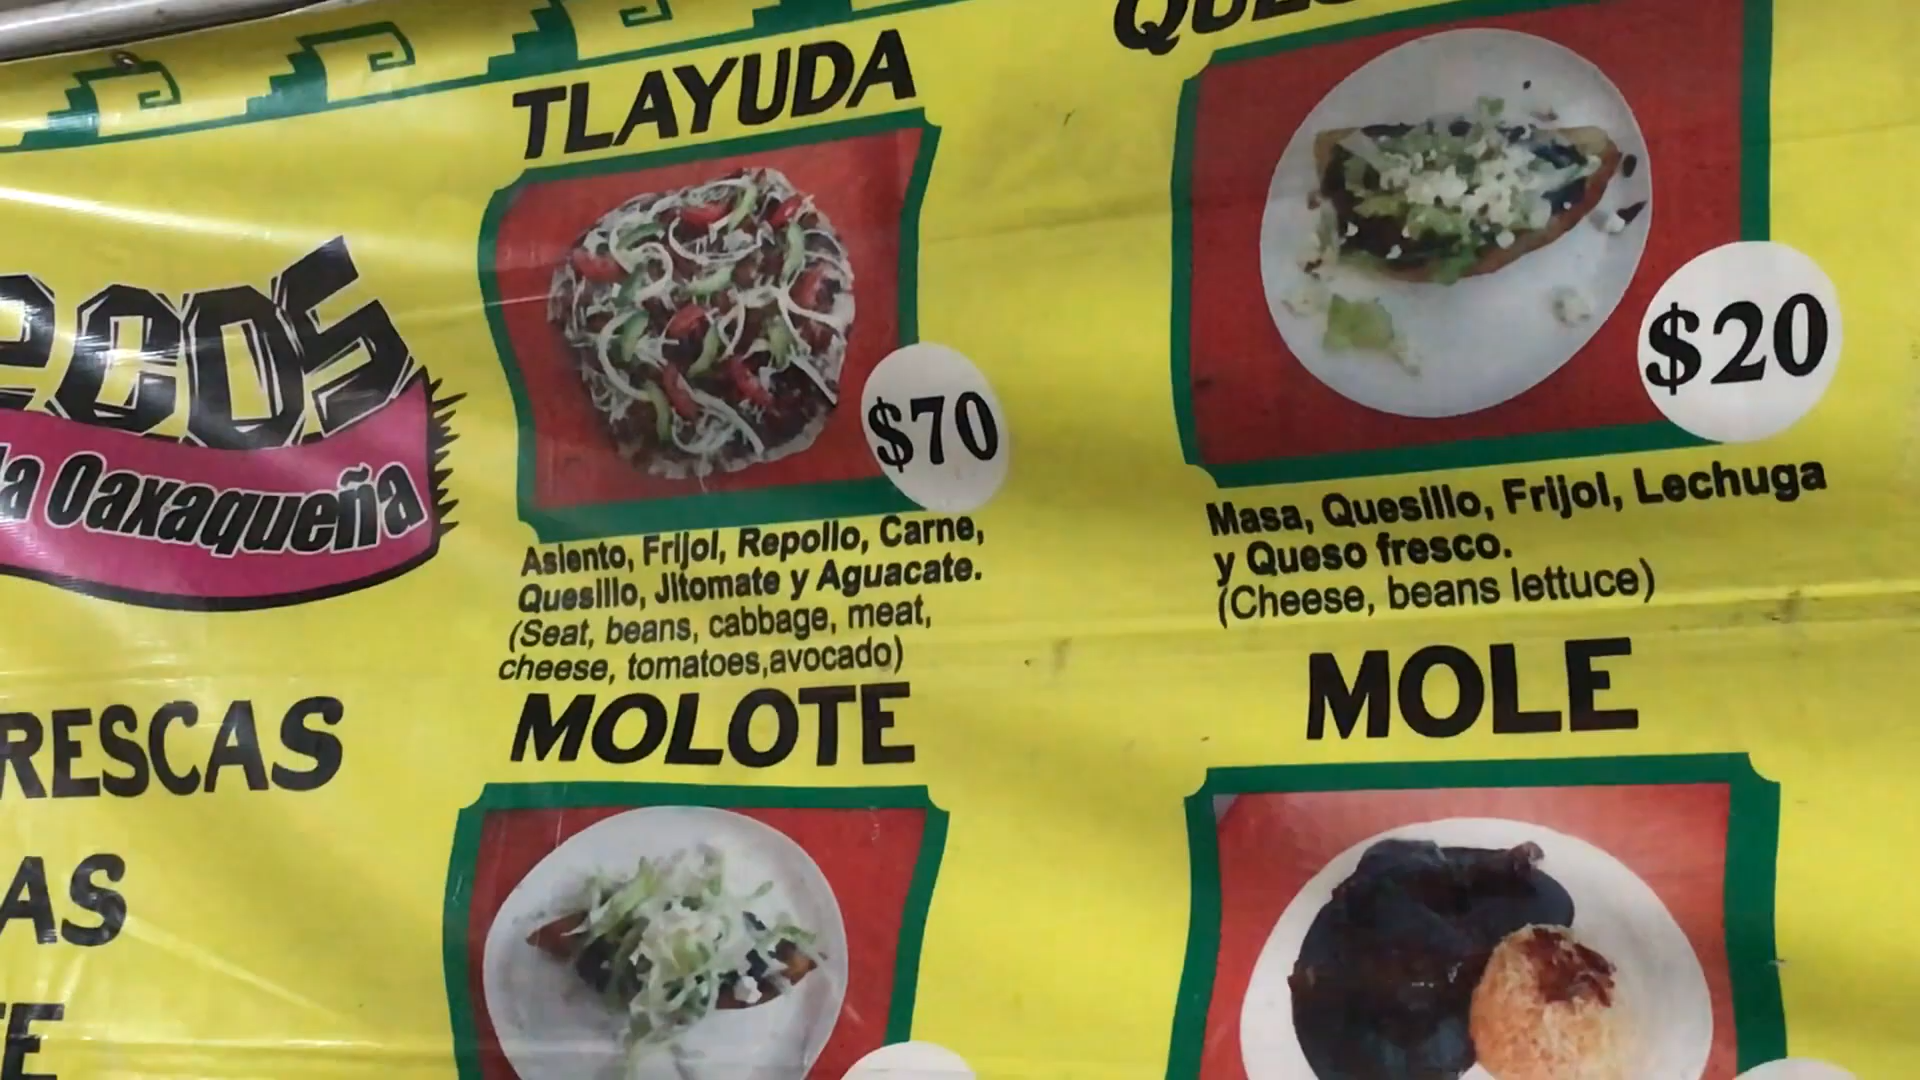 TLAYUDA
$70
Asiento, Frijol, Repollo, Carne,
Quesillo, Jitomate y Aguacate.
(Seat, beans, cabbage, meat,
cheese, tomatoes,avocado)
$20
Masa, Quesillo, Frijol, Lechuga
y Queso fresco.
(Cheese, beans lettuce)
la Oaxaqueña
MOLOTE
MOLE
RESCAS
AS